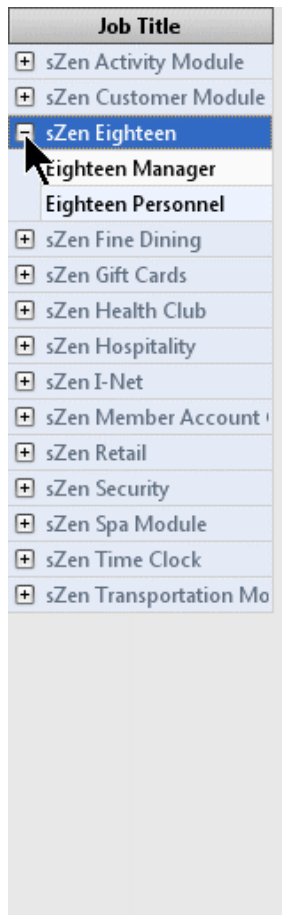 Job Title
sZen Activity Module
sZen Customer Module
sZen Eighteen
Eighteen Manager
Eighteen Personnel
sZen Fine Dining
sZen Gift Cards
sZen Health Club
sZen Hospitality
sZen I-Net
sZen Member Account
sZen Retail
sZen Security
sZen Spa Module
sZen Time Clock
sZen Transportation Mo